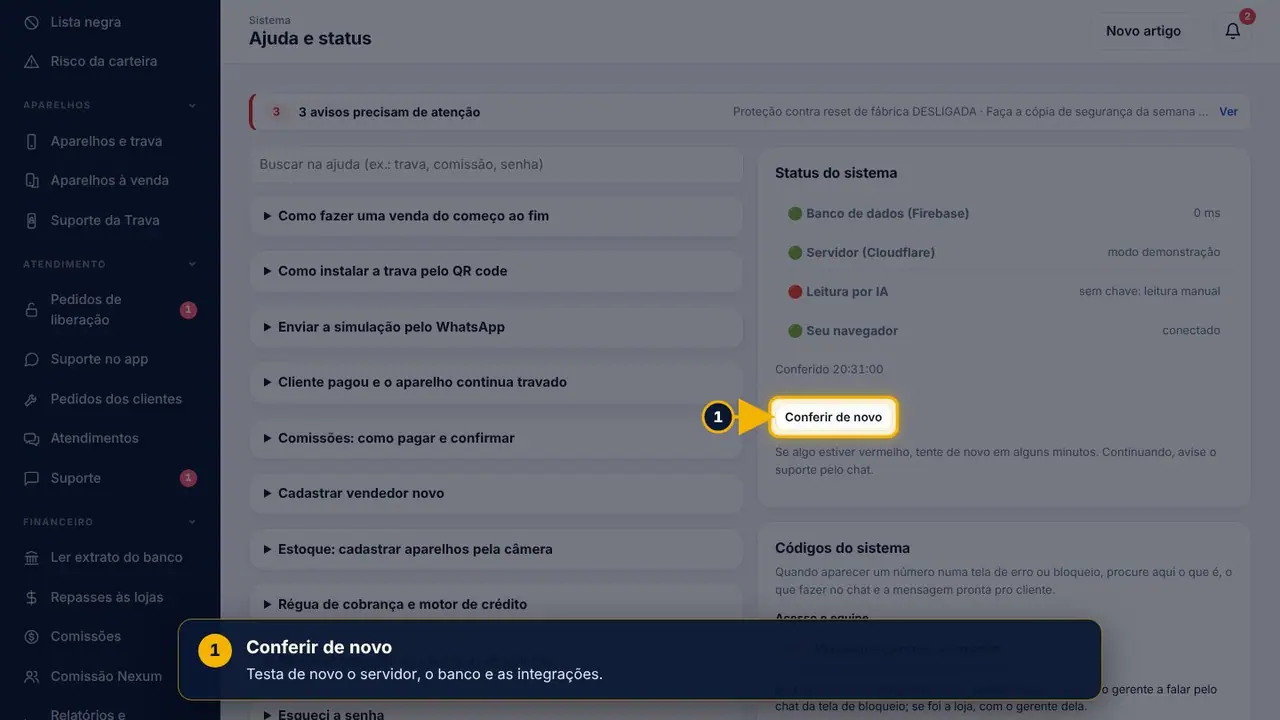 Lista negra
Risco da carteira
APARELHOS
Aparelhos e trava
Aparelhos à venda
Suporte da Trava
ATENDIMENTO
Pedidos de
liberação
1
Suporte no app
Pedidos dos clientes
Atendimentos
Suporte
1
FINANCEIRO
Ler extrato do banco
Repasses às lojas
Comissões
Comissão Nexum
Relatórios e
Sistema
Ajuda e status
Novo artigo
2
3
3 avisos precisam de atenção
Proteção contra reset de fábrica DESLIGADA · Faça a cópia de segurança da semana ...
Ver
Buscar na ajuda (ex.: trava, comissão, senha)
Como fazer uma venda do começo ao fim
Como instalar a trava pelo QR code
Enviar a simulação pelo WhatsApp
Cliente pagou e o aparelho continua travado
Comissões: como pagar e confirmar
Cadastrar vendedor novo
Estoque: cadastrar aparelhos pela câmera
Régua de cobrança e motor de crédito
Esqueci a senha
Status do sistema
Banco de dados (Firebase) 0 ms
Servidor (Cloudflare) modo demonstração
Leitura por IA sem chave: leitura manual
Seu navegador conectado
Conferido 20:31:00
1
Conferir de novo
Se algo estiver vermelho, tente de novo em alguns minutos. Continuando, avise o
suporte pelo chat.
Códigos do sistema
Quando aparecer um número numa tela de erro ou bloqueio, procure aqui o que é, o
que fazer no chat e a mensagem pronta pro cliente.
Acesso e equipe
o gerente a falar pelo
chat da tela de bloqueio; se foi a loja, com o gerente dela.
1
Conferir de novo
Testa de novo o servidor, o banco e as integrações.